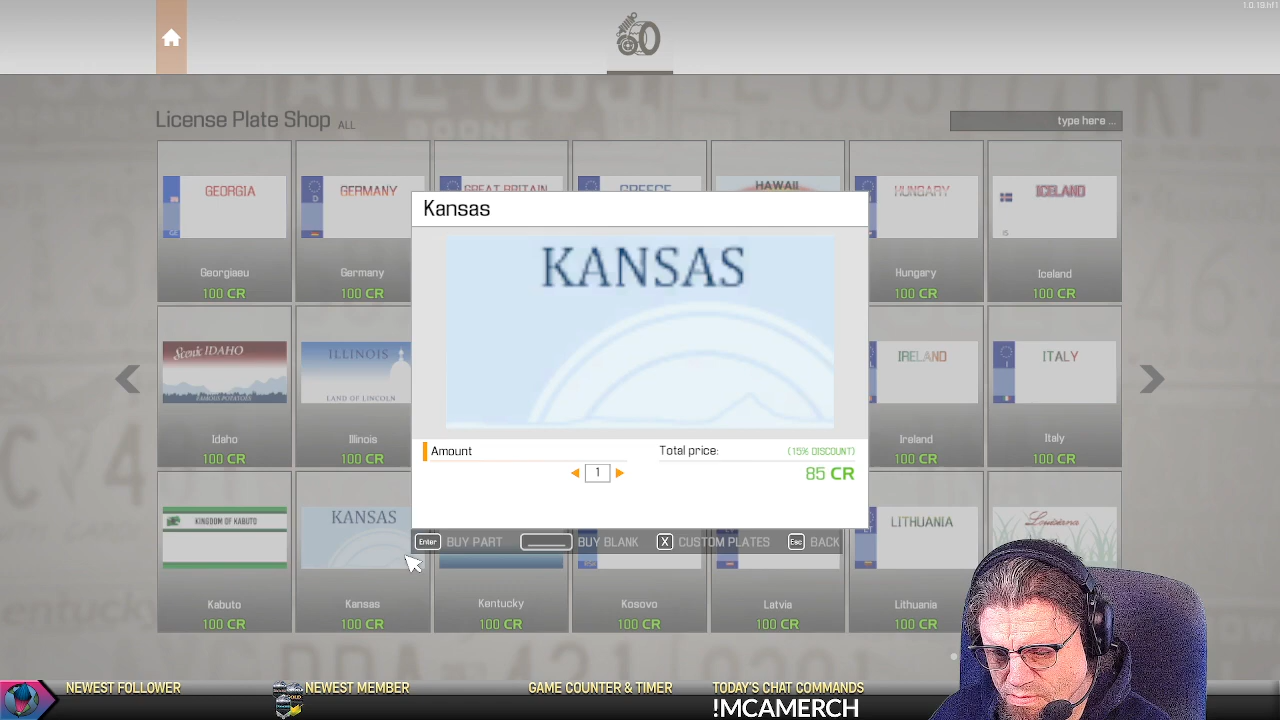 1.0.19.hf1
License Plate Shop ALL
type here ...
GEORGIA
GERMANY
GREAT BRITAIN
GREECE
HAWAII
HUNGARY
ICELAND
Georgiaeu
Germany
Hungary
Iceland
100 CR
100 CR
100 CR
100 CR
Kansas
KANSAS
Amount
1
Total price:
(15% DISCOUNT)
85 CR
Enter BUY PART
BUY BLANK
X CUSTOM PLATES
Esc BACK
Scenic IDAHO
FAMOUS POTATOES
ILLINOIS
LAND OF LINCOLN
IRELAND
ITALY
Idaho
Illinois
Ireland
Italy
100 CR
100 CR
100 CR
100 CR
KINGDOM OF KABUTO
KANSAS
LITHUANIA
Louisiana
Kabuto
Kansas
Kentucky
Kosovo
Latvia
Lithuania
100 CR
100 CR
100 CR
100 CR
100 CR
100 CR
NEWEST FOLLOWER
NEWEST MEMBER
GAME COUNTER & TIMER
TODAY'S CHAT COMMANDS
!MCAMERCH